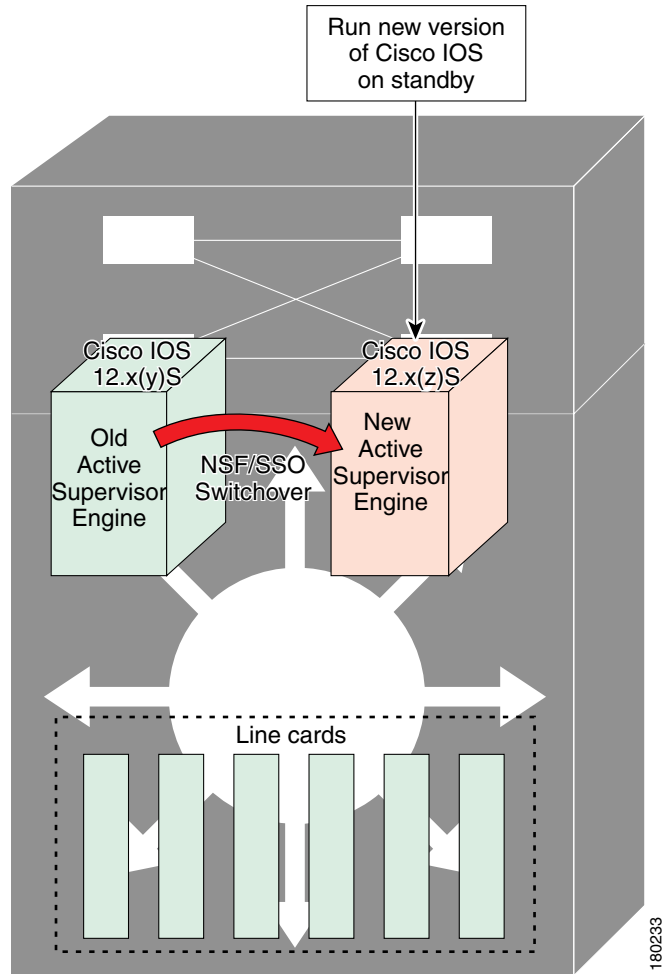 Run new version
of Cisco IOS
on standby
Cisco IOS
12.x(y)S
Cisco IOS
12.x(z)S
Old
Active
Supervisor
Engine
NSF/SSO
Switchover
New
Active
Supervisor
Engine
Line cards
180233